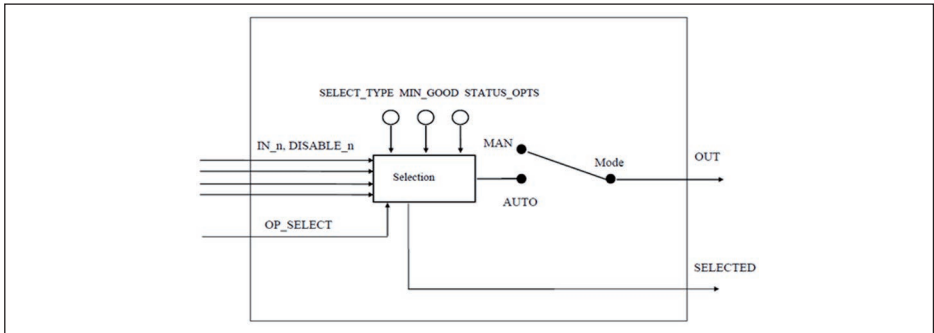 SELECT_TYPE MIN_GOOD STATUS_OPTS
IN_n, DISABLE_n
MAN
Mode
OUT
Selection
AUTO
OP_SELECT
SELECTED